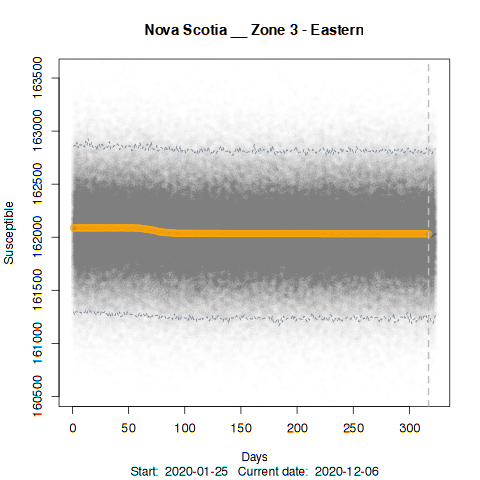 Nova Scotia __ Zone 3 - Eastern
163500
163000
162500
162000
161500
161000
160500
Susceptible
0 50 100 150 200 250 300
Days
Start: 2020-01-25 Current date: 2020-12-06